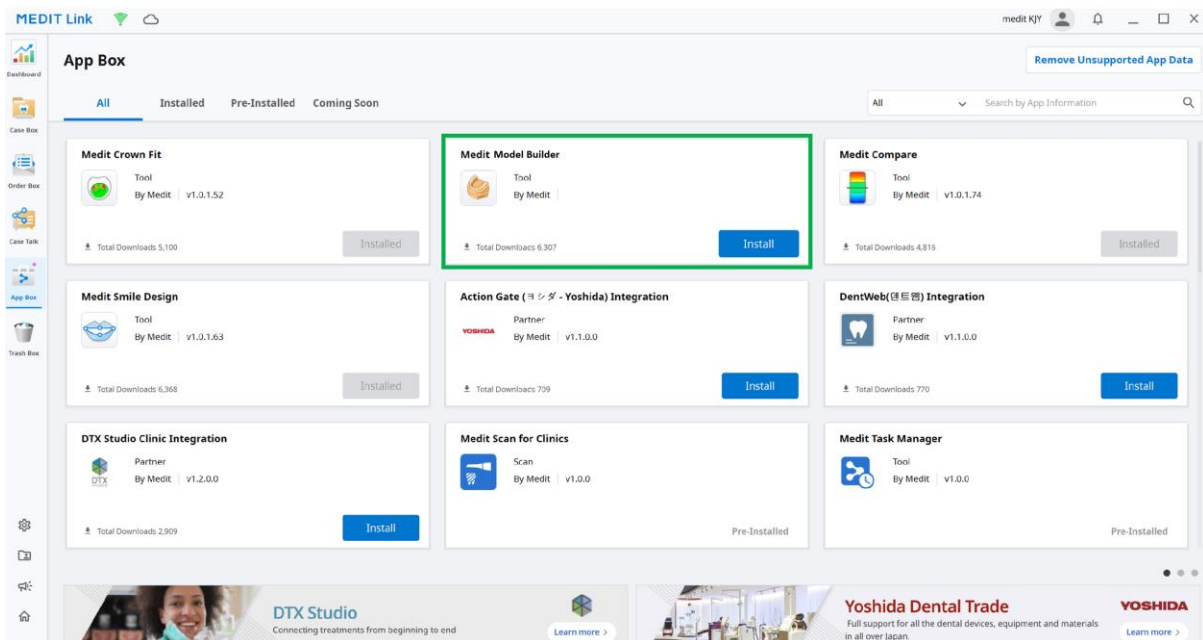 MEDIT Link
medit KJY
Dashboard
Case Box
Order Box
Case Talk
App Box
Trash Box
App Box
Remove Unsupported App Data
All
Installed
Pre-Installed
Coming Soon
All
Search by App Information
Medit Crown Fit
Tool
By Medit v1.0.1.52
Total Downloads 5,100
Installed
Medit Model Builder
Tool
By Medit
Total Downloads 6,307
Install
Medit Compare
Tool
By Medit v1.0.1.74
Total Downloads 4,816
Installed
Medit Smile Design
Tool
By Medit v1.0.1.63
Total Downloads 6,368
Installed
Action Gate (ヨシダ - Yoshida) Integration
YOSHIDA
Partner
By Medit v1.1.0.0
Total Downloads 709
Install
DentWeb(덴트웹) Integration
Partner
By Medit v1.1.0.0
Total Downloads 770
Install
DTX Studio Clinic Integration
DTX
Partner
By Medit v1.2.0.0
Total Downloads 2,909
Install
Medit Scan for Clinics
Scan
By Medit v1.0.0
Pre-Installed
Medit Task Manager
Tool
By Medit v1.0.0
Pre-Installed
DTX Studio
Connecting treatments from beginning to end
Learn more >
Yoshida Dental Trade
Full support for all the dental devices, equipment and materials
in all over Japan.
YOSHIDA
Learn more >